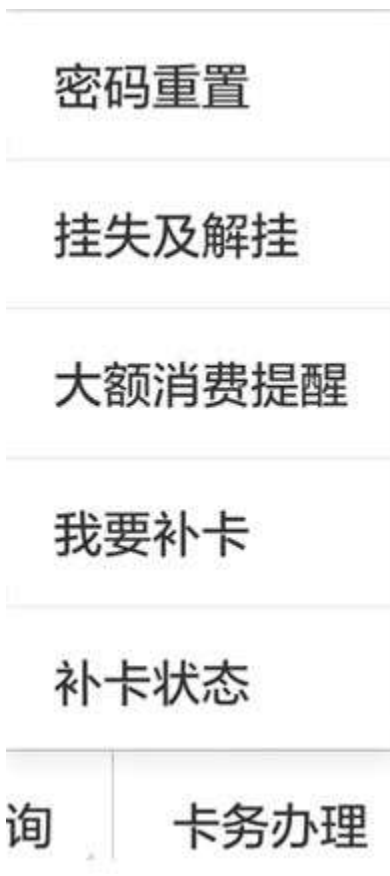 密码重置
挂失及解挂
大额消费提醒
我要补卡
补卡状态
询 卡务办理